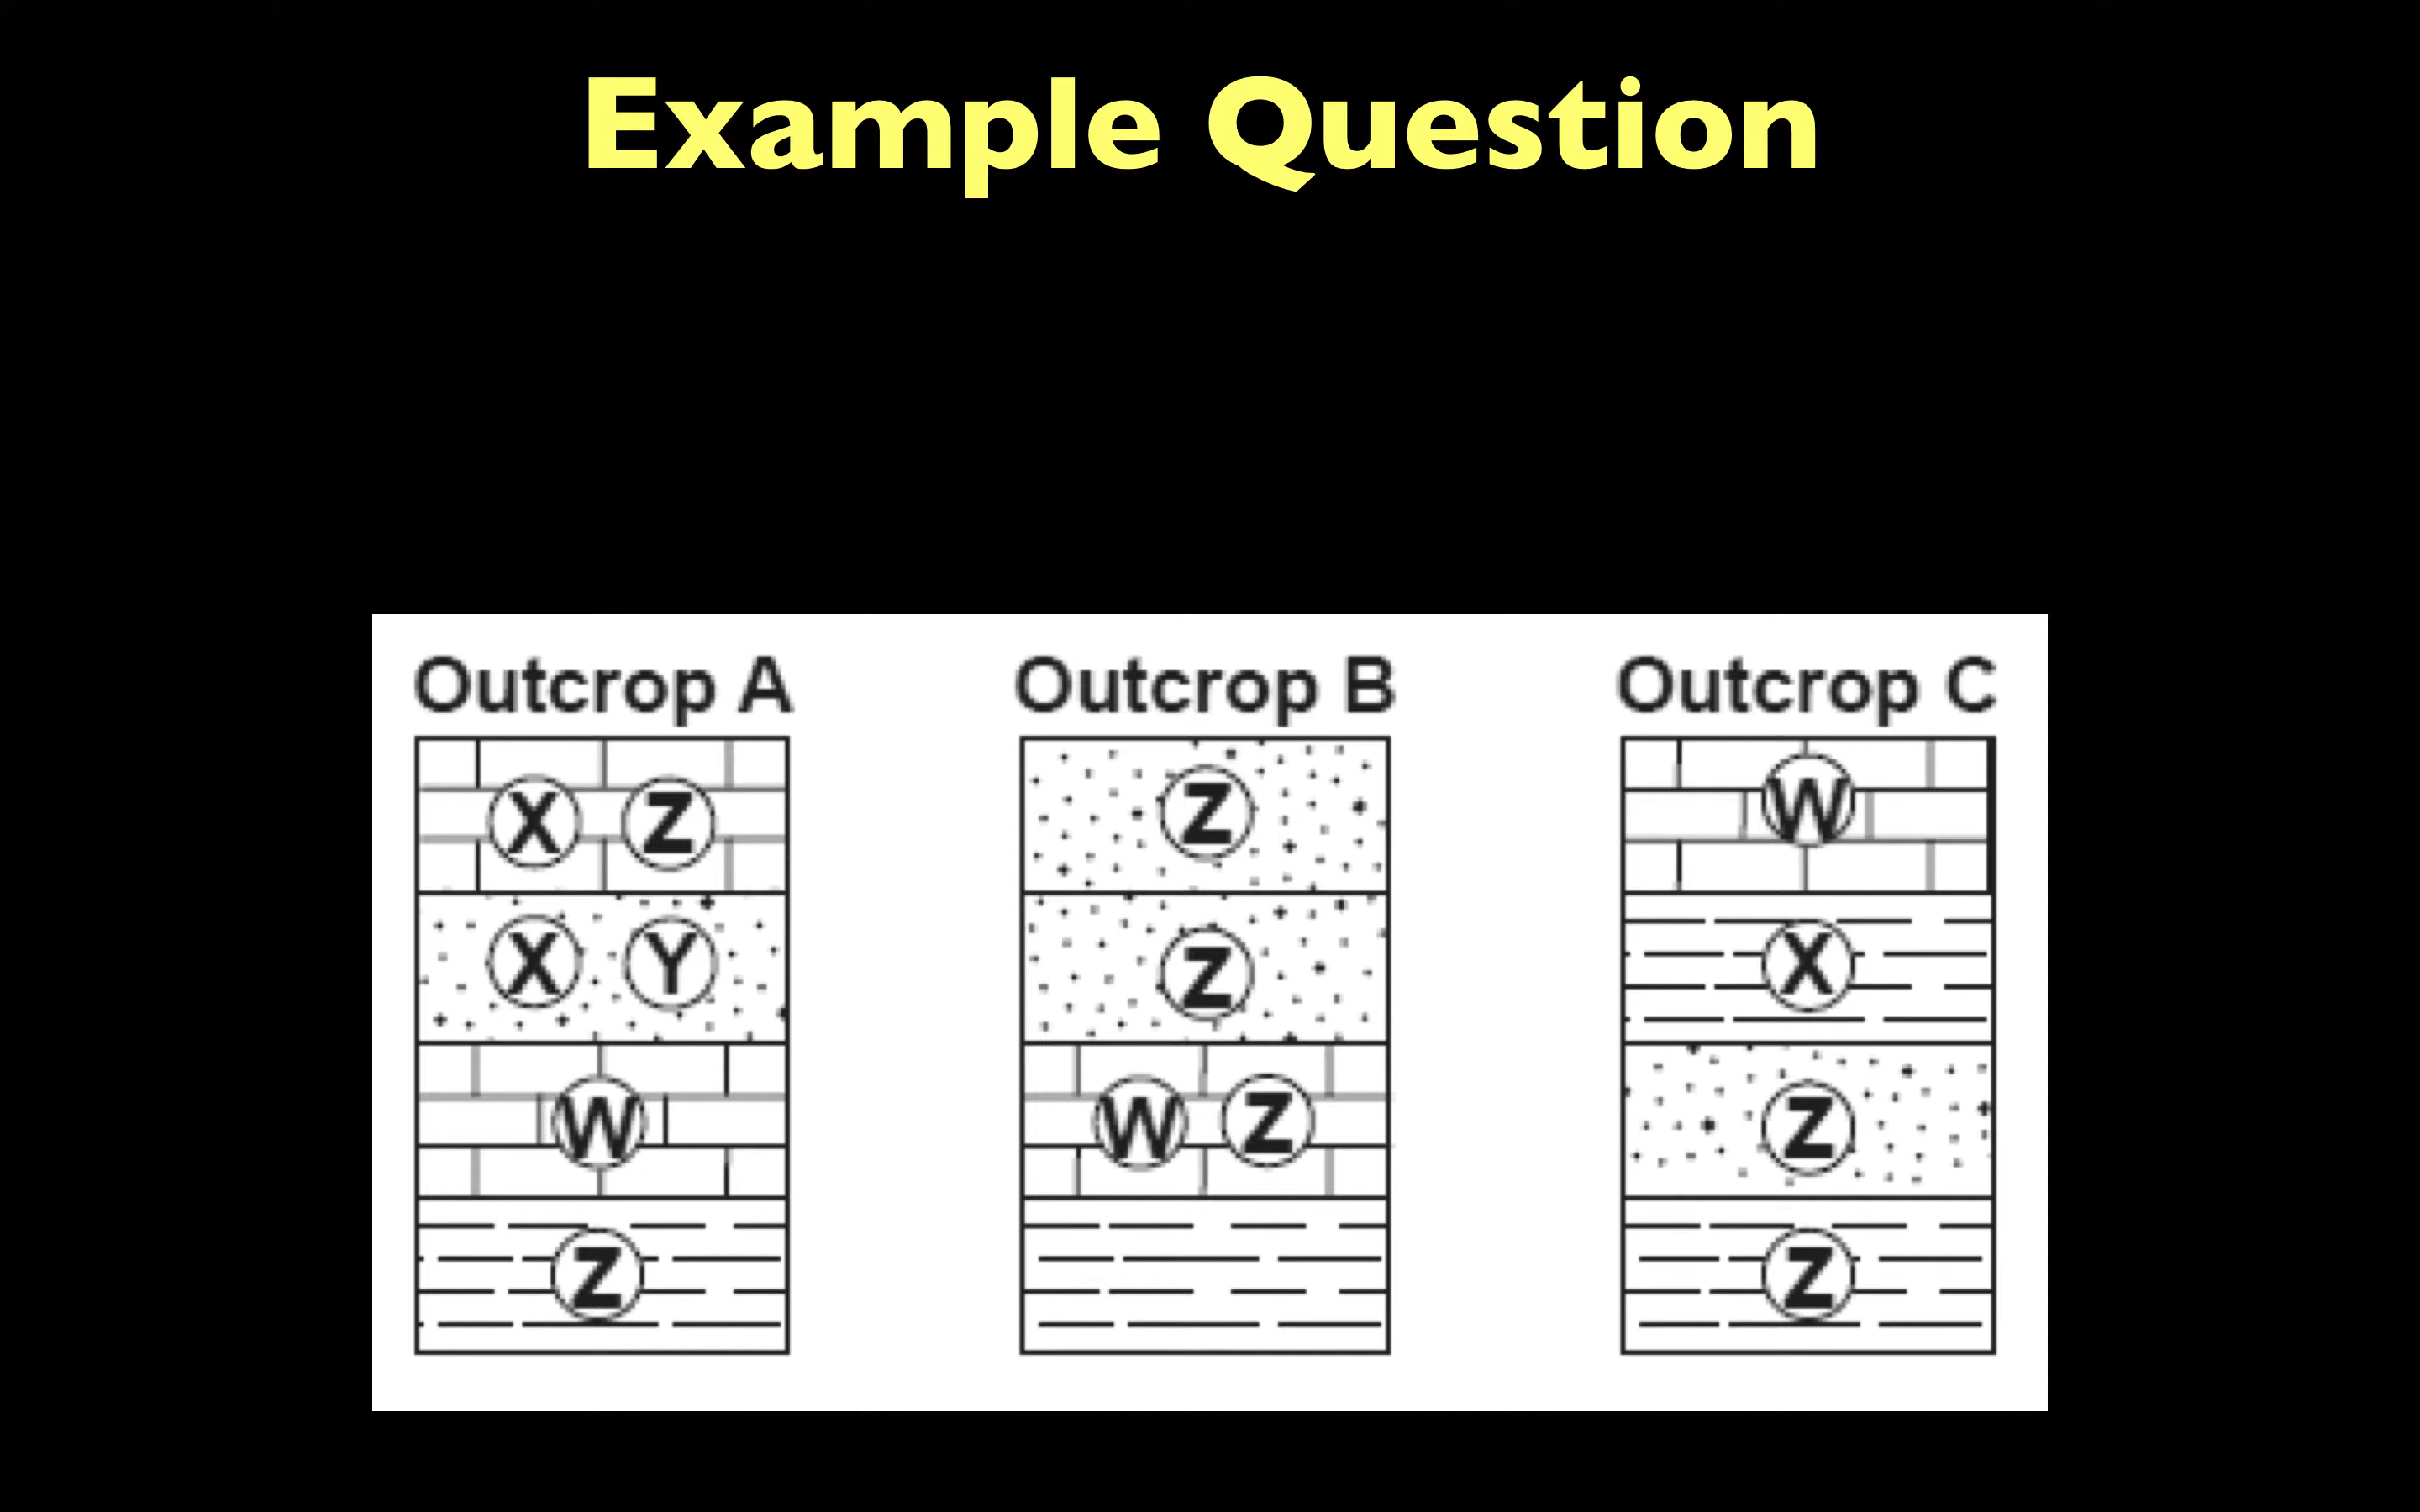 Example Question
Outcrop A Outcrop B Outcrop C
X Z Z W
X Y Z X
W W Z Z
Z Z